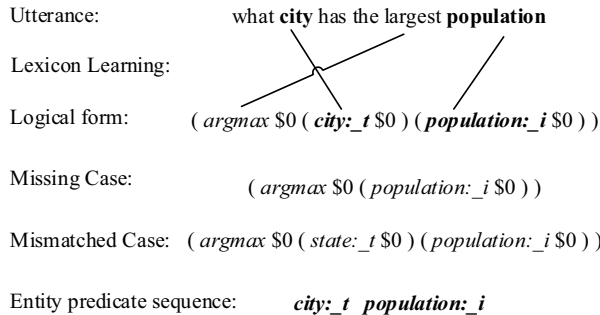 Utterance: what city has the largest population
Lexicon Learning:
Logical form: ( argmax $0 ( city:_t $0 ) ( population:_i $0 ) )
Missing Case: ( argmax $0 ( population:_i $0 ) )
Mismatched Case: ( argmax $0 ( state:_t $0 ) ( population:_i $0 ) )
Entity predicate sequence: city:_t population:_i